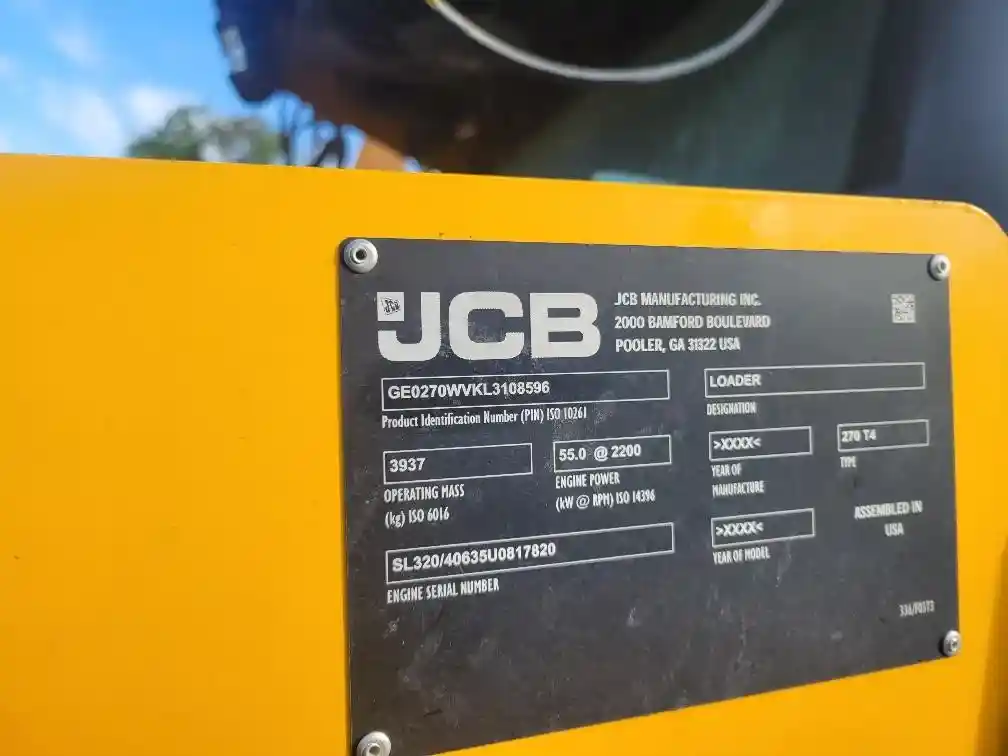 JCB
JCB MANUFACTURING INC.
2000 BAMFORD BOULEVARD
POOLER, GA 31322 USA
GE0270WVKL3108596
Product Identification Number (PIN) ISO 10261
LOADER
DESIGNATION
3937
OPERATING MASS
(kg) ISO 6016
55.0 @ 2200
ENGINE POWER
(kW @ RPM) ISO 14396
>XXXX<
YEAR OF
MANUFACTURE
270 T4
TYPE
SL320/40635U0817820
ENGINE SERIAL NUMBER
>XXXX<
YEAR OF MODEL
ASSEMBLED IN
USA
336/F0373